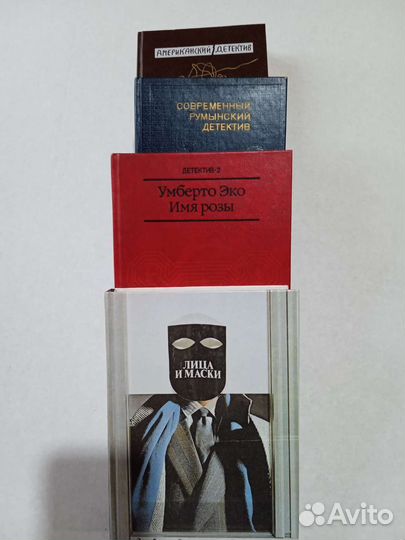 АМЕРИКАНСКИЙ ДЕТЕКТИВ
СОВРЕМЕННЫЙ
РУМЫНСКИЙ
ДЕТЕКТИВ
ДЕТЕКТИВ-2
Умберто Эко
Имя розы
ЛИЦА
И МАСКИ
Avito